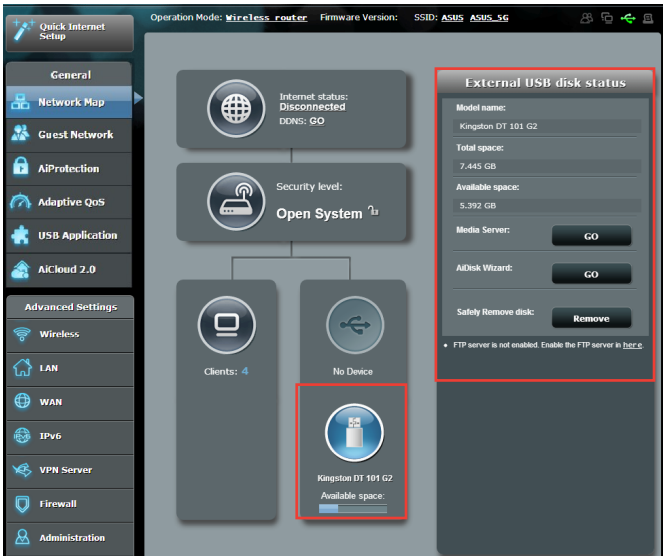 Quick Internet
Setup
Operation Mode: Wireless router Firmware Version: SSID: ASUS ASUS_5G
General
Network Map
Guest Network
AiProtection
Adaptive QoS
USB Application
AiCloud 2.0
Advanced Settings
Wireless
LAN
WAN
IPv6
IPv6
VPN Server
Firewall
Administration
Internet status:
Disconnected
DDNS: GO
Security level:
Open System
Clients: 4
No Device
Kingston DT 101 G2
Available space:
External USB disk status
Model name:
Kingston DT 101 G2
Total space:
7.445 GB
Available space:
5.392 GB
Media Server: GO
AiDisk Wizard: GO
Safely Remove disk: Remove
• FTP server is not enabled. Enable the FTP server in here.